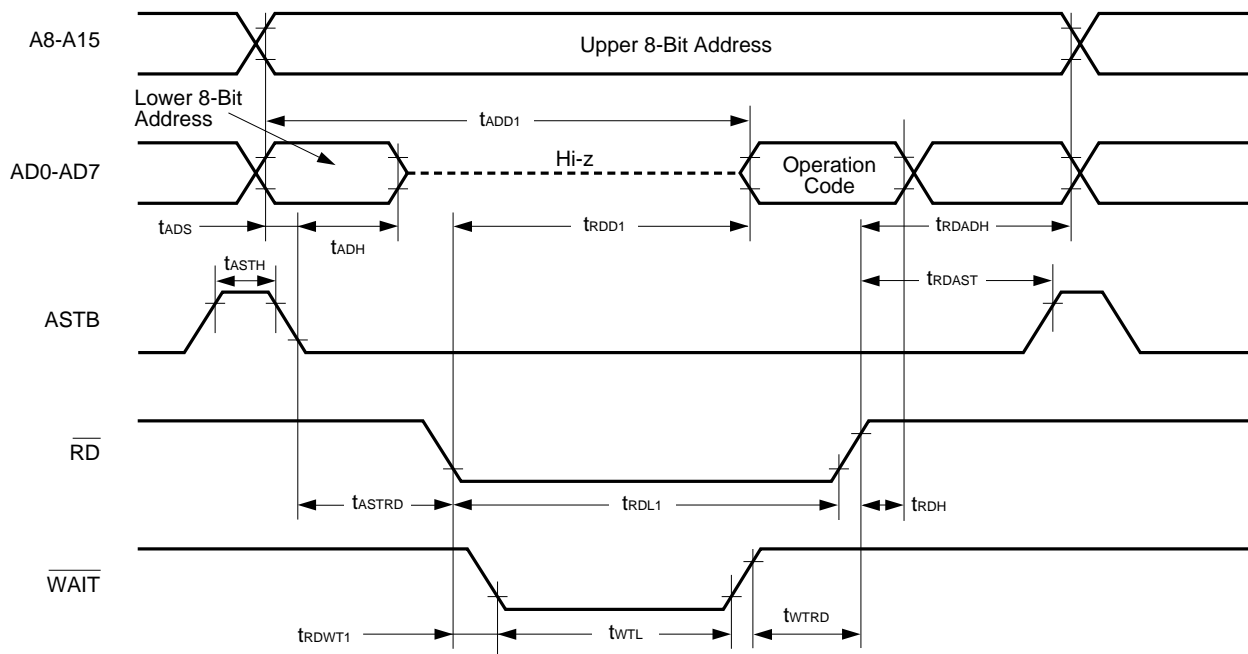 A8-A15
Upper 8-Bit Address
Lower 8-Bit
Address
tADD1
AD0-AD7
Hi-z
Operation
Code
tADS
tADH
tRDD1
tRDADH
tASTH
tRDAST
ASTB
RD
tASTRD
tRDL1
tRDH
WAIT
tRDWT1
tWTL
tWTRD